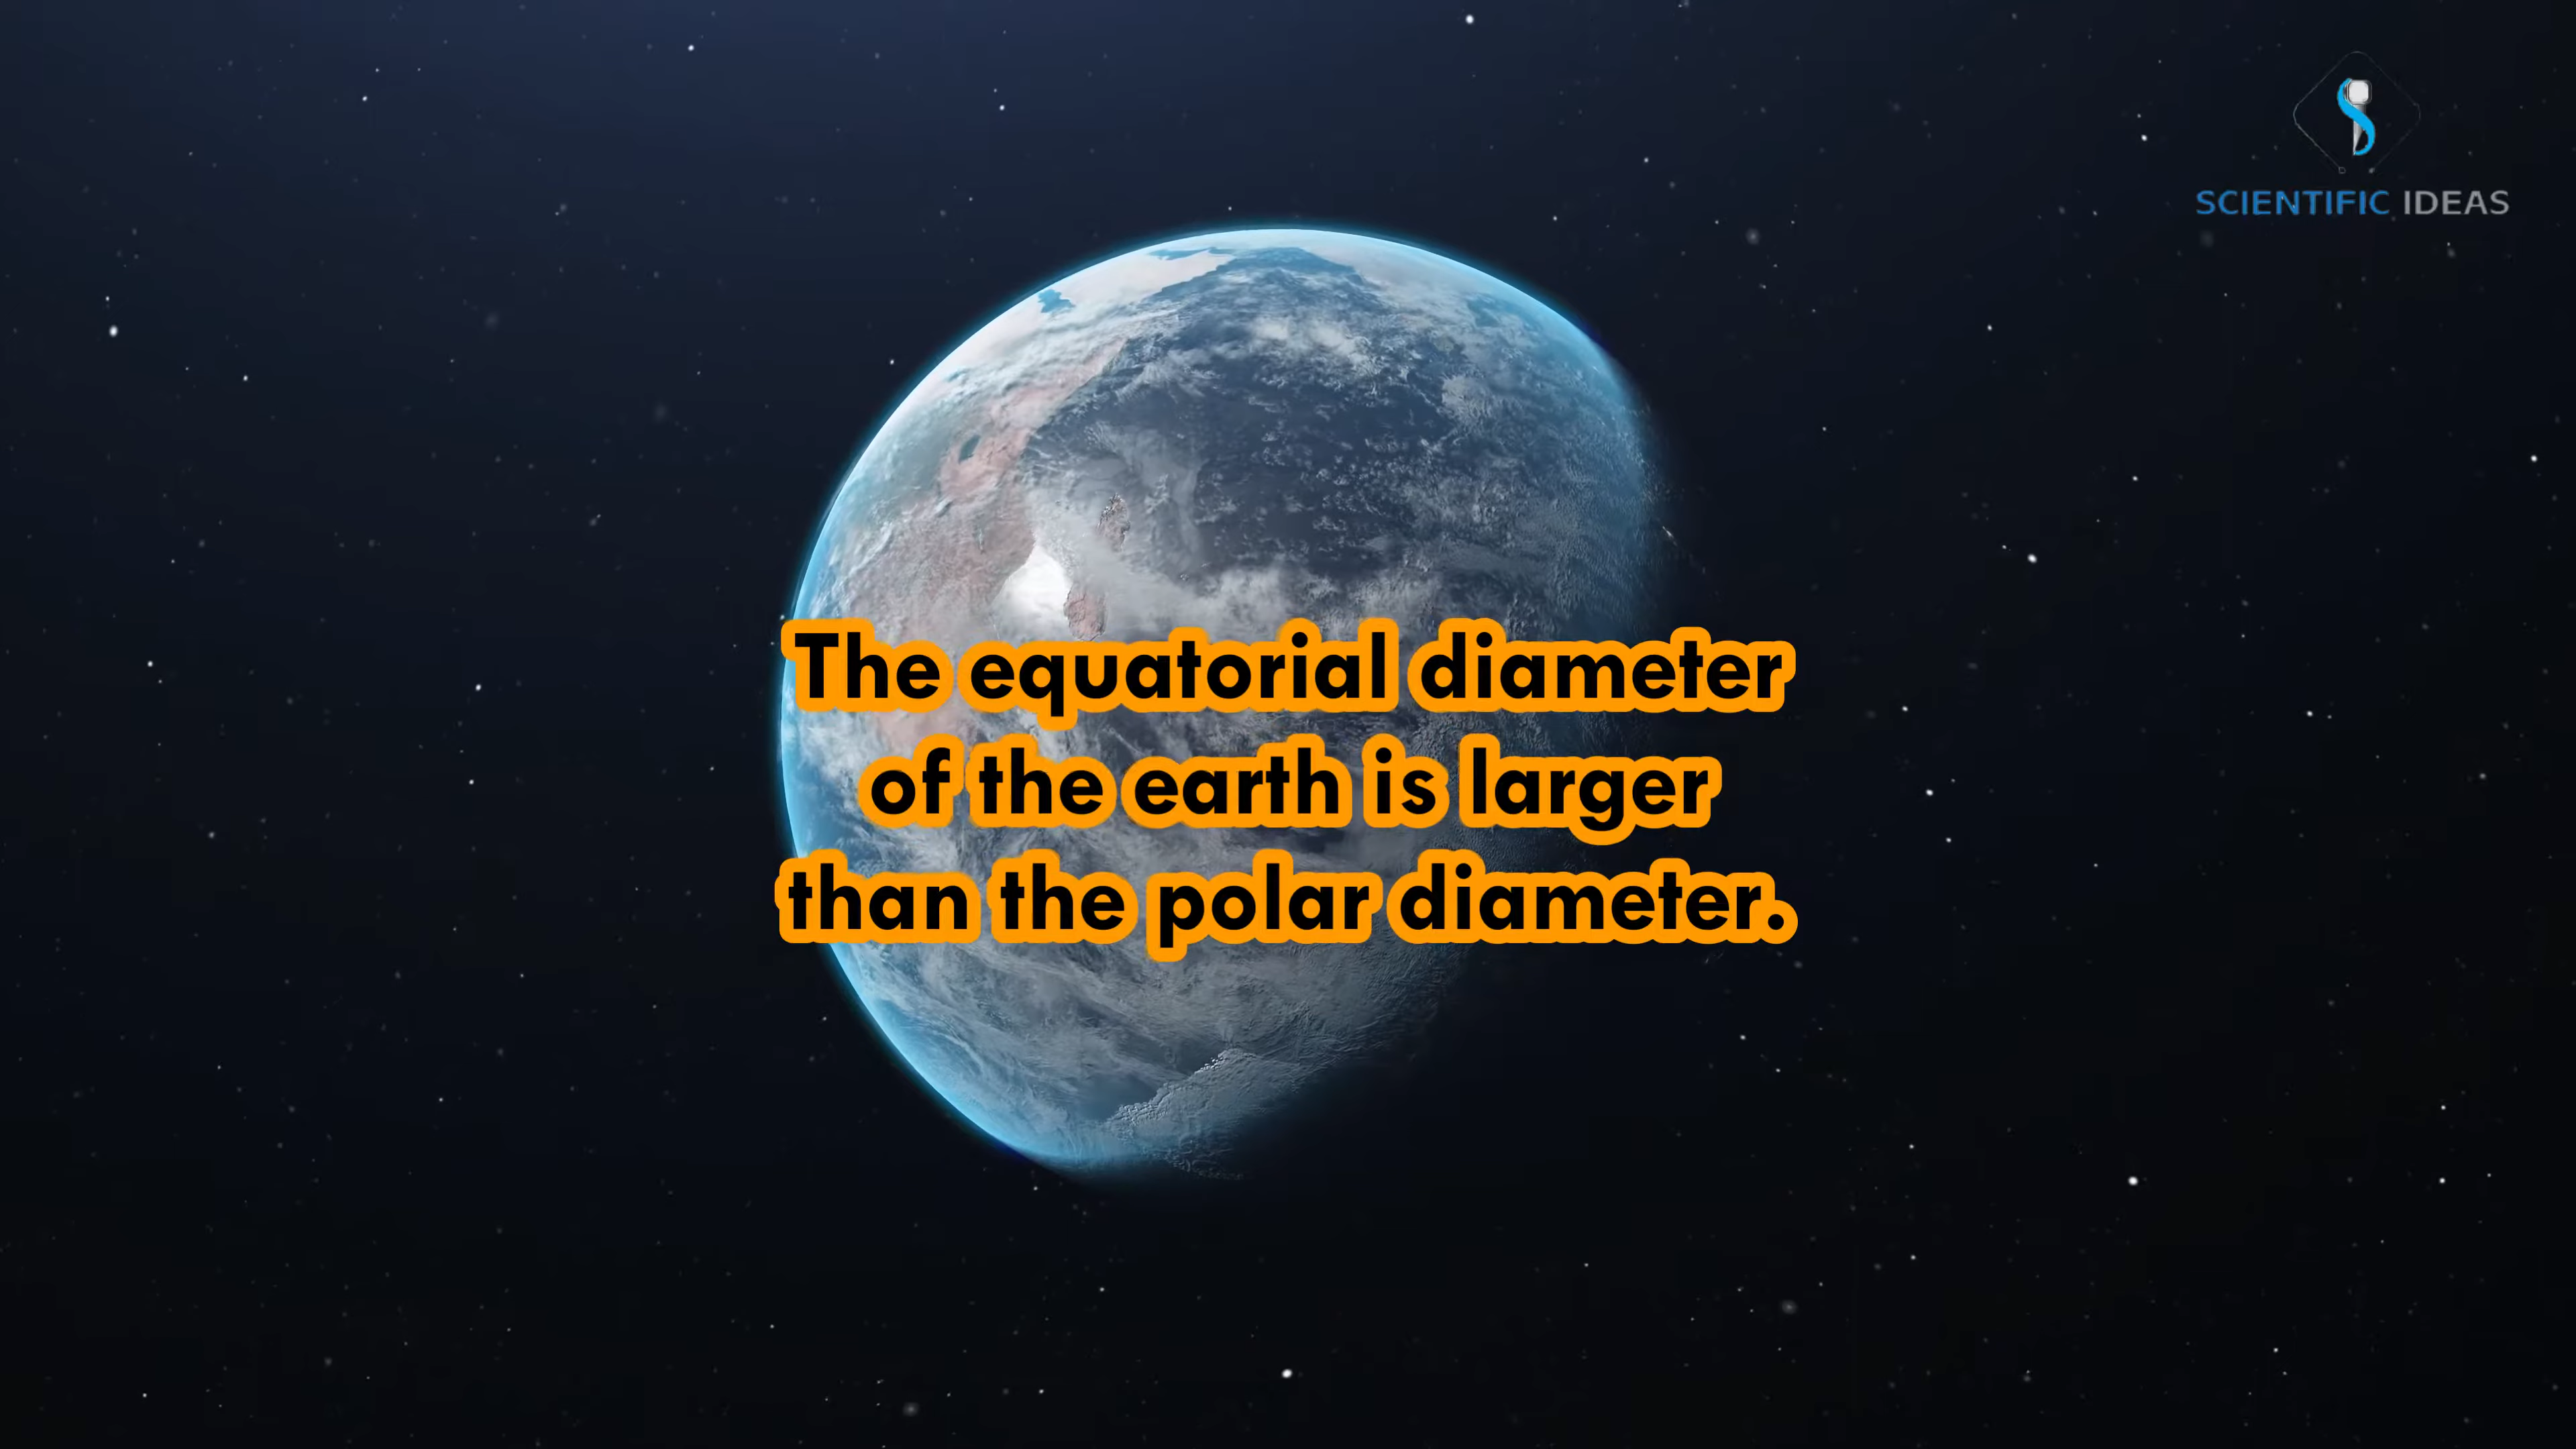 SCIENTIFIC IDEAS
The equatorial diameter
of the earth is larger
than the polar diameter.